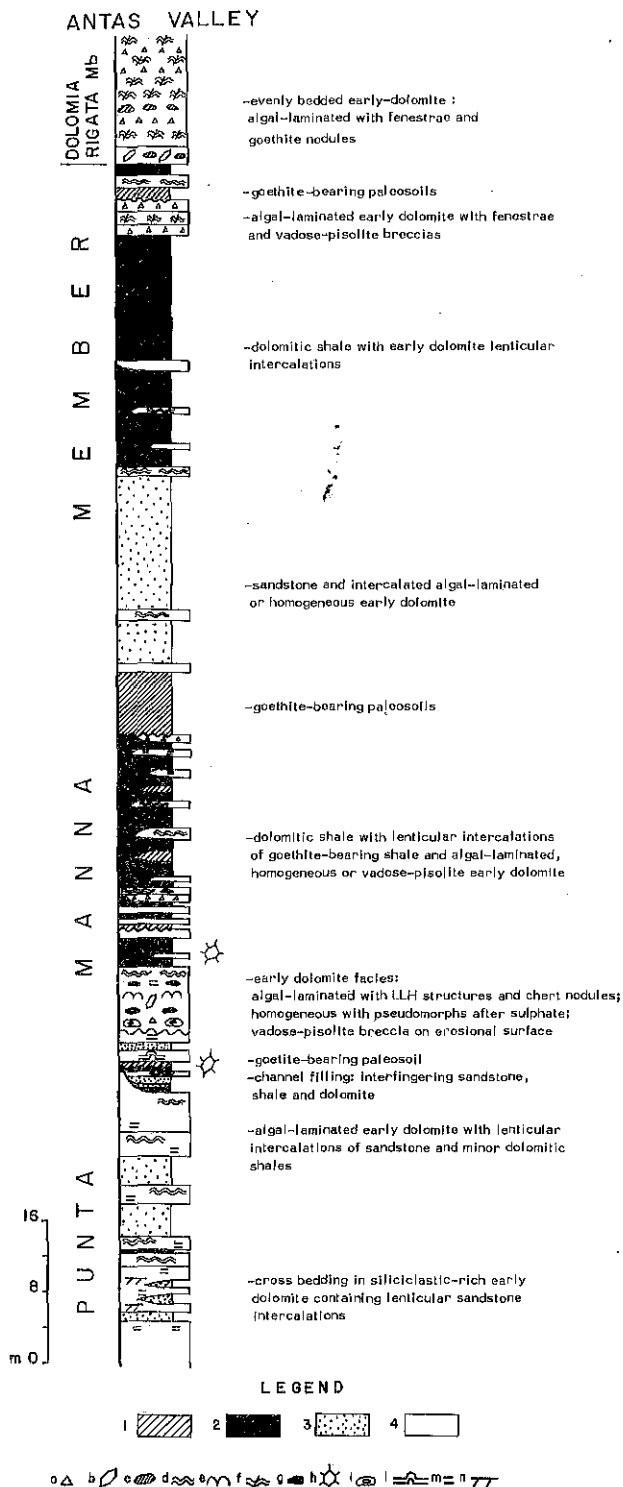 ANTAS VALLEY
DOLOMIA RIGATA Mb
PUNTA MANNA MEMBER
-evenly bedded early-dolomite :
algal-laminated with fenestrae and
goethite nodules
-goethite-bearing paleosoils
-algal-laminated early dolomite with fenostrae
and vadose-pisolite breccias
-dolomitic shale with early dolomite lenticular
intercalations
-sandstone and intercalated algal-laminated
or homogeneous early dolomite
-goethite-bearing paleosoils
-dolomitic shale with lenticular intercalations
of goethite-bearing shale and algal-laminated,
homogeneous or vadose-pisolite early dolomite
-early dolomite facies:
algal-laminated with LLH structures and chert nodules;
homogeneous with pseudomorphs after sulphate;
vadose-pisolite breccia on erosional surface
-goetite-bearing paleosoil
-channel filling: interfingering sandstone,
shale and dolomite
-algal-laminated early dolomite with lenticular
intercalations of sandstone and minor dolomitic
shales
16
-cross bedding in siliciclastic-rich early
dolomite containing lenticular sandstone
intercalations
8
m 0
LEGEND
1 2 3 4
a b c d e f g h i l m n